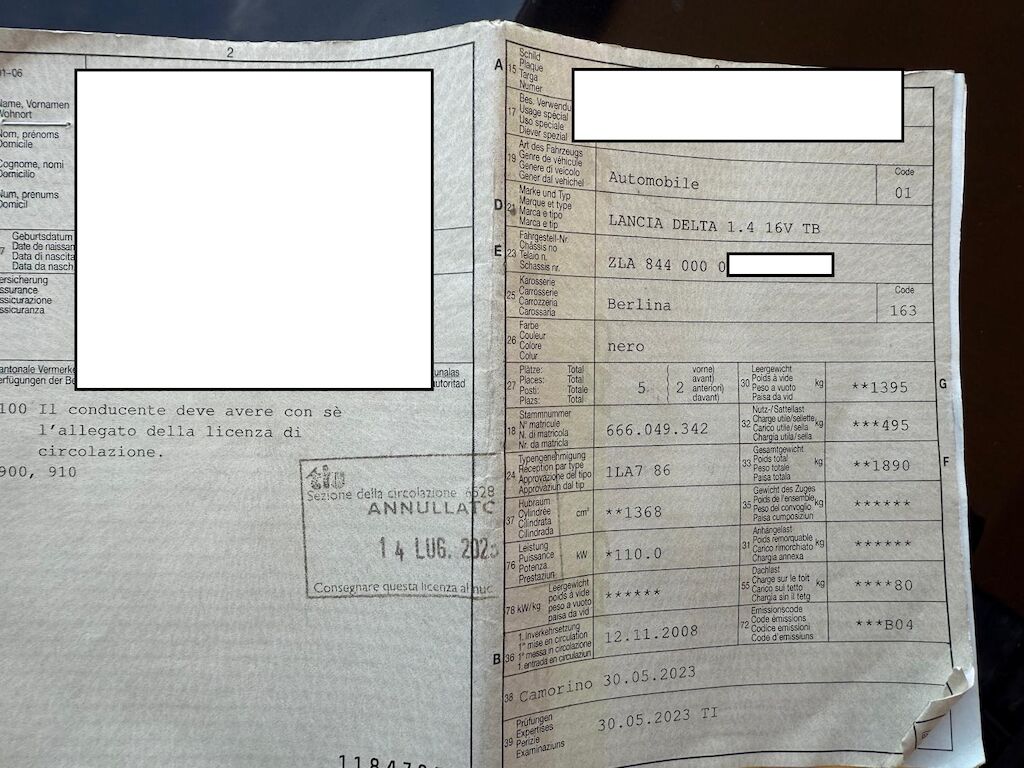 2
01-06
Name, Vornamen
Wohnort
Nom, prénoms
Domicile
Cognome, nomi
Domicilio
Num, prenums
Domicil
Geburtsdatum
Date de naissan
Data di nascita
Data da nasch
ersicherung
ssurance
ssicurazione
ssicuranza
antonale Vermerke
erfügungen der Be
unalas
autoritad
100 Il conducente deve avere con sè
l'allegato della licenza di
circolazione.
900, 910
tiu
Sezione della circolazione 6528
ANNULLATO
14 LUG. 202
Consegnare questa licenza al nuc
A 15 Schild
Plaque
Targa
Numer
17 Bes. Verwendu
Usage spécial
Uso speciale
Diever spezial
19 Art des Fahrzeugs
Genre de véhicule
Genere di veicolo
Gener dal vehichel
Automobile
Code
01
D 21 Marke und Typ
Marque et type
Marca e tipo
Marca e tip
LANCIA DELTA 1.4 16V TB
E 23 Fahrgestell-Nr.
Châssis no
Telaio n.
Schassis nr.
ZLA 844 000 0
25 Karosserie
Carrosserie
Carrozzeria
Carossaria
Berlina
Code
163
26 Farbe
Couleur
Colore
Colur
nero
27 Plätze: Total
Places: Total
Posti: Totale
Plazs: Total
5
2
vorne)
avant)
anteriori)
davant)
30 Leergewicht
Poids à vide
Peso a vuoto
Paisa da vid
kg
**1395
G
18 Stammnummer
N° matricule
N. di matricola
Nr. da matricla
666.049.342
32 Nutz-/Sattellast
Charge utile/sellette
Carico utile/sella
Chargia utila/sella
kg
***495
24 Typengenehmigung
Réception par type
Approvazione del tipo
Approvaziun dal tip
1LA7 86
33 Gesamtgewicht
Poids total
Peso totale
Paisa totala
kg
**1890
F
37 Hubraum
Cylindrée
Cilindrata
Cilindrada
cm³
**1368
35 Gewicht des Zuges
Poids de l'ensemble
Peso del convoglio
Paisa cumposiziun
kg
******
76 Leistung
Puissance
Potenza
Prestaziun
kW
*110.0
31 Anhängelast
Poids remorquable
Carico rimorchiato
Chargia annexa
kg
******
78 kW/kg
Leergewicht
poids à vide
peso a vuoto
paisa da vid
******
55 Dachlast
Charge sur le toit
Carico sul tetto
Chargia sin il tetg
kg
****80
B 36 1. Inverkehrsetzung
1re mise en circulation
1a messa in circolazione
1. entrada en circulaziun
12.11.2008
72 Emissionscode
Code émissions
Codice emissioni
Code d'emissiuns
***B04
38 Camorino 30.05.2023
39 Prüfungen
Expertises
Perizie
Examinaziuns
30.05.2023 TI